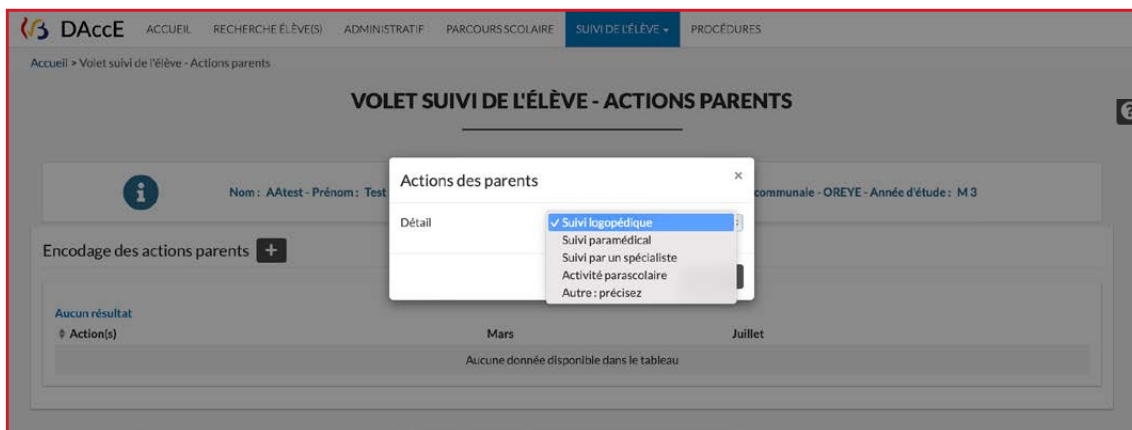 DAccE ACCUEIL RECHERCHE ÉLÈVE(S) ADMINISTRATIF PARCOURS SCOLAIRE SUIVI DE L'ÉLÈVE PROCÉDURES
Accueil > Volet suivi de l'élève - Actions parents
VOLET SUIVI DE L'ÉLÈVE - ACTIONS PARENTS
Actions des parents ×
Nom : AAtest - Prénom : Test communale - OREYE - Année d'étude : M 3
Détail ✓ Suivi logopédique
Suivi paramédical
Suivi par un spécialiste
Activité parascolaire
Autre : précisez
Encodage des actions parents +
Aucun résultat
Action(s) Mars Juillet
Aucune donnée disponible dans le tableau